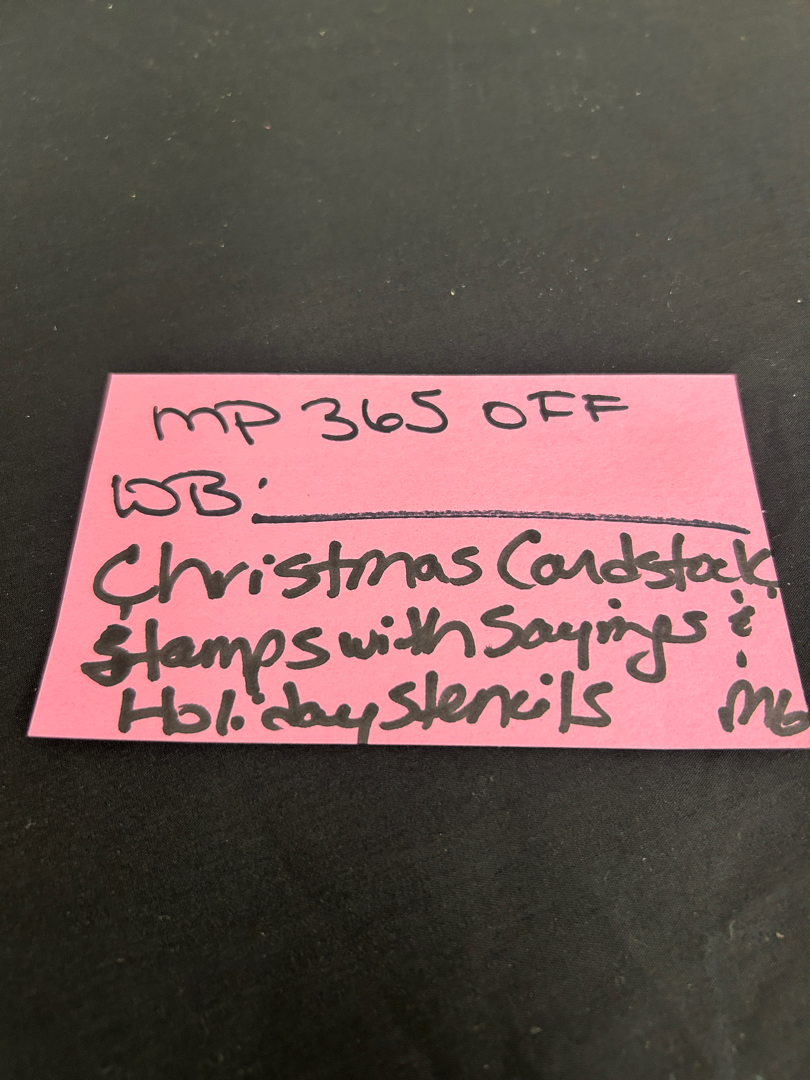 MP 365 OFF
WB:
Christmas Cardstock,
Stamps with Sayings &
Holiday Stencils